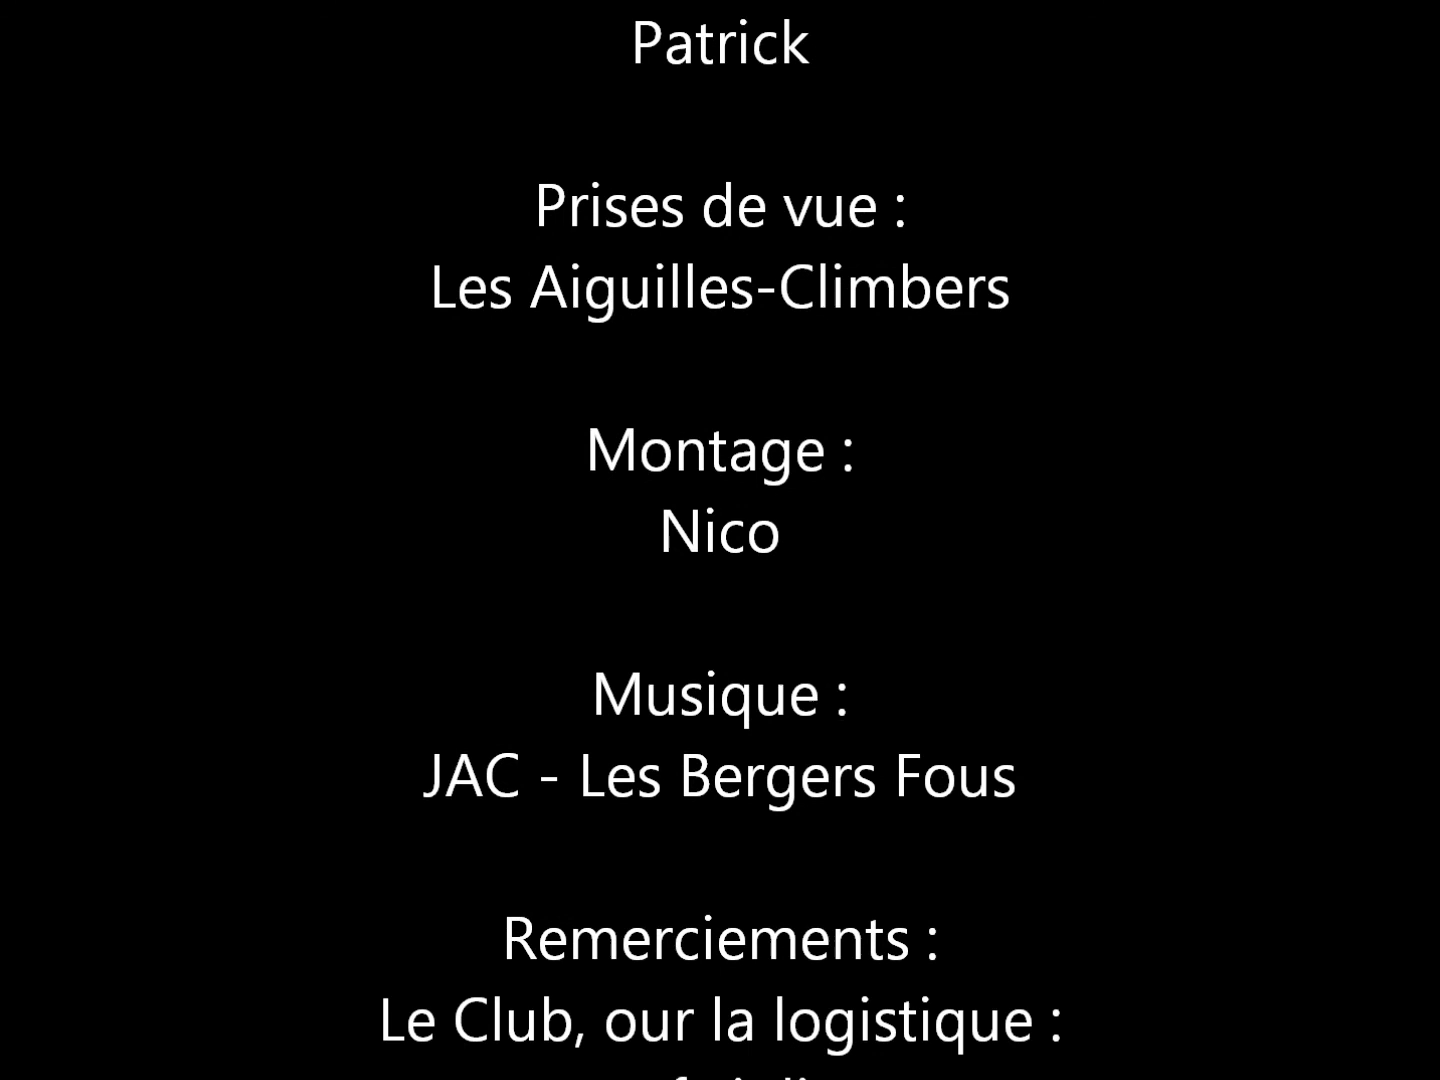 Patrick
Prises de vue :
Les Aiguilles-Climbers
Montage :
Nico
Musique :
JAC - Les Bergers Fous
Remerciements :
Le Club, our la logistique :